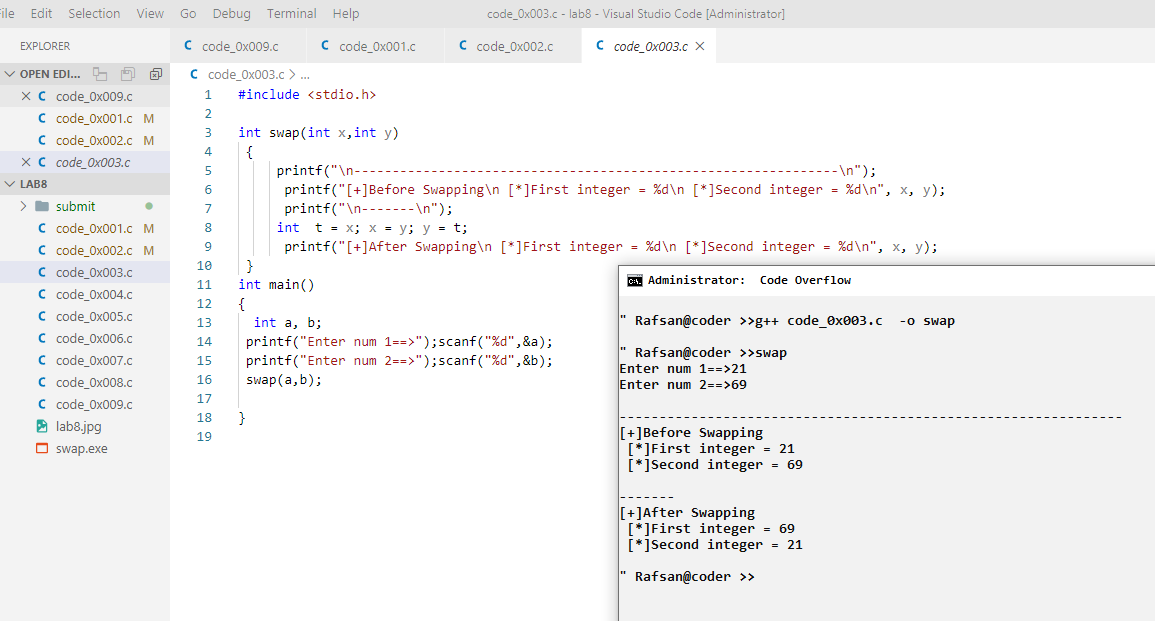 File Edit Selection View Go Debug Terminal Help code_0x003.c - lab8 - Visual Studio Code [Administrator]
EXPLORER
OPEN EDI...
code_0x009.c
code_0x001.c M
code_0x002.c M
code_0x003.c
LAB8
submit
code_0x001.c M
code_0x002.c M
code_0x003.c
code_0x004.c
code_0x005.c
code_0x006.c
code_0x007.c
code_0x008.c
code_0x009.c
lab8.jpg
swap.exe
C code_0x009.c C code_0x001.c C code_0x002.c C code_0x003.c
C code_0x003.c > ...
1 #include <stdio.h>
2
3 int swap(int x,int y)
4 {
5 printf("\n---------------------------------------------------------------\n");
6 printf("[+]Before Swapping\n [*]First integer = %d\n [*]Second integer = %d\n", x, y);
7 printf("\n-------\n");
8 int  t = x; x = y; y = t;
9 printf("[+]After Swapping\n [*]First integer = %d\n [*]Second integer = %d\n", x, y);
10 }
11 int main()
12 {
13 int a, b;
14 printf("Enter num 1==>");scanf("%d",&a);
15 printf("Enter num 2==>");scanf("%d",&b);
16 swap(a,b);
17
18 }
19
Administrator:  Code Overflow
" Rafsan@coder >>g++ code_0x003.c  -o swap
" Rafsan@coder >>swap
Enter num 1==>21
Enter num 2==>69
---------------------------------------------------------------
[+]Before Swapping
[*]First integer = 21
[*]Second integer = 69
-------
[+]After Swapping
[*]First integer = 69
[*]Second integer = 21
" Rafsan@coder >>